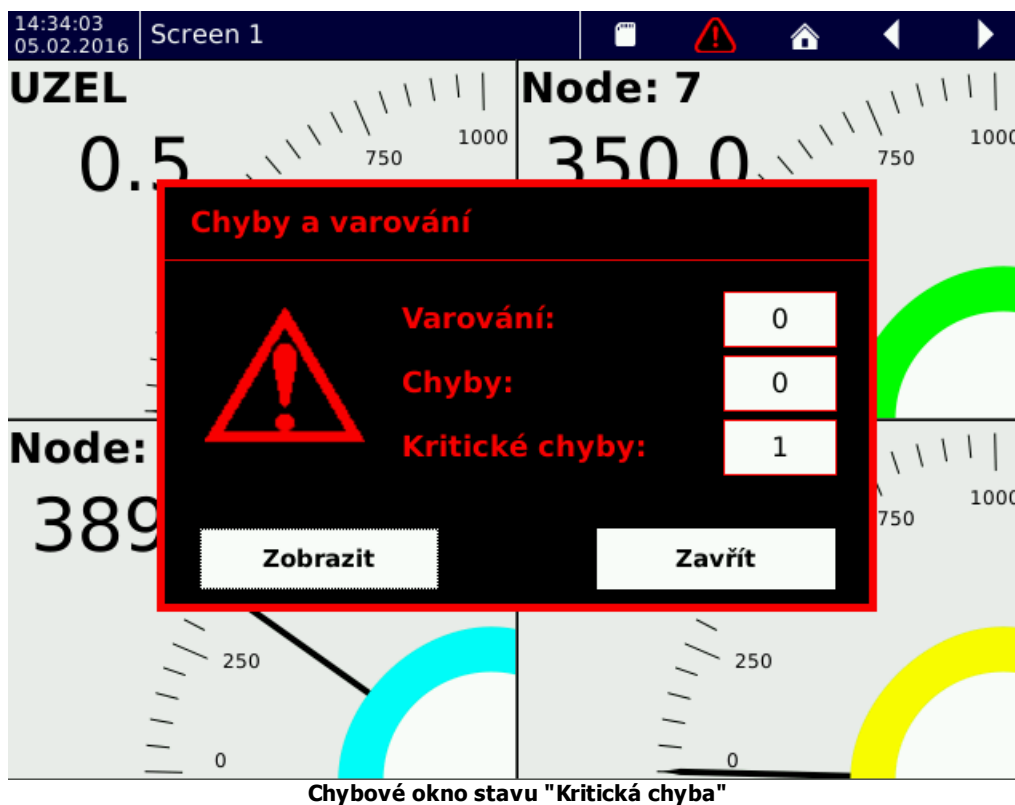 14:34:03
05.02.2016
Screen 1
UZEL
0.5
750
1000
Node: 7
350.0
750
1000
Chyby a varování
Varování:
0
Chyby:
0
Kritické chyby:
1
Zobrazit
Zavřít
Node:
389
250
0
750
1000
250
0
Chybové okno stavu "Kritická chyba"